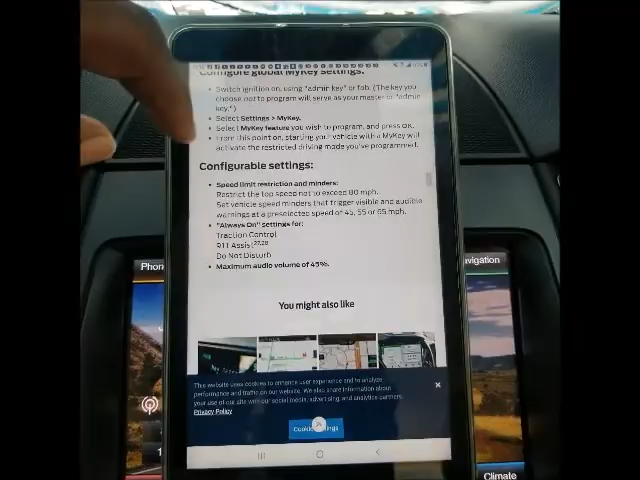 Configure global MyKey settings.
Switch ignition on, using "admin key" or fob. (The key you
choose not to program will serve as your master or "admin
key.")
Select Settings > MyKey.
Select MyKey feature you wish to program, and press OK.
From this point on, starting your vehicle with a MyKey will
activate the restricted driving mode you've programmed.
Configurable settings:
Speed limit restriction and minders:
Restrict the top speed not to exceed 80 mph.
Set vehicle speed minders that trigger visible and audible
warnings at a preselected speed of 45, 55 or 65 mph.
"Always On" settings for:
Traction Control
911 Assist
Do Not Disturb
Maximum audio volume of 45%.
Phon
avigation
You might also like
This website uses cookies to enhance user experience and to analyze
performance and traffic on our website. We also share information about
your use of our site with our social media, advertising, and analytics partners.
Privacy Policy
Climate